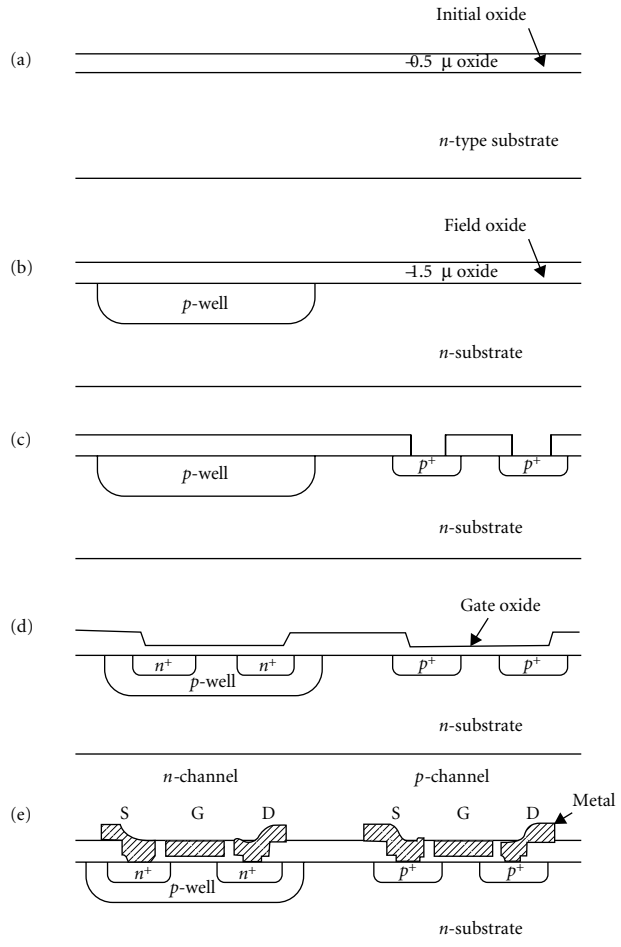 Initial oxide
(a)
–0.5 μ oxide
n-type substrate
Field oxide
(b)
–1.5 μ oxide
p-well
n-substrate
(c)
p-well
p+ p+
n-substrate
Gate oxide
(d)
n+ n+ p+ p+
p-well
n-substrate
n-channel p-channel
Metal
(e)
S G D S G D
n+ n+ p+ p+
p-well
n-substrate